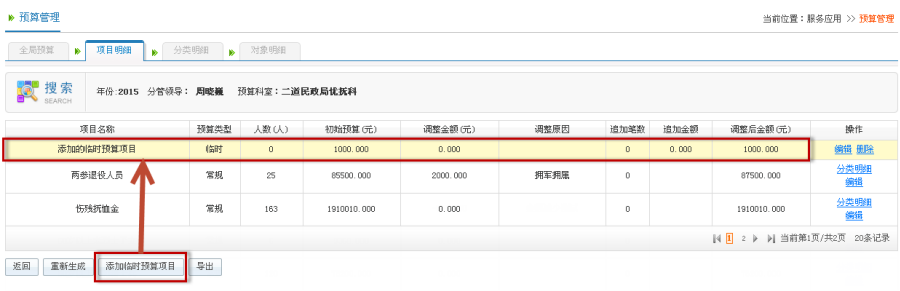 预算管理
当前位置：服务应用 >> 预算管理
全局预算 项目明细 分类明细 对象明细
搜索 SEARCH 年份:2015 分管领导： 周晓巍 预算科室：二道民政局优抚科
项目名称 预算类型 人数(人) 初始预算(元) 调整金额(元) 调整原因 追加笔数 追加金额 调整后金额(元) 操作
添加的临时预算项目 临时 0 1000.000 0.000 0 0.000 1000.000 编辑 删除
两参退役人员 常规 25 85500.000 2000.000 拥军拥属 0 87500.000 分类明细 编辑
伤残抚恤金 常规 163 1910010.000 0.000 0 1910010.000 分类明细 编辑
1 2 当前第1页/共2页 20条记录
返回 重新生成 添加临时预算项目 导出